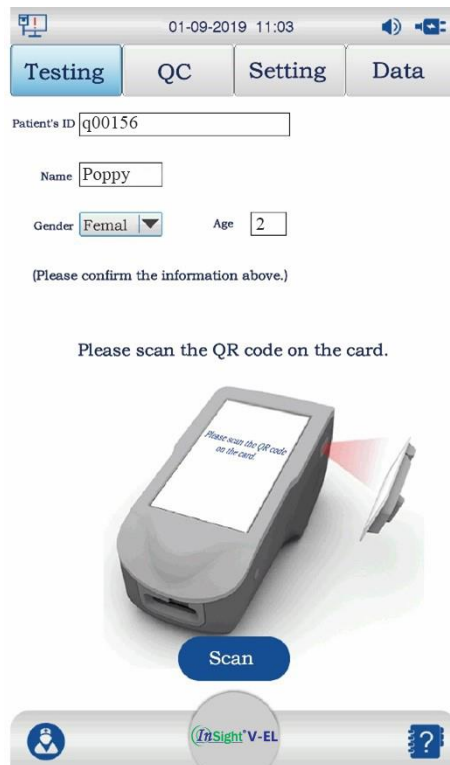 01-09-2019 11:03
Testing QC Setting Data
Patient's ID q00156
Name Poppy
Gender Femal Age 2
(Please confirm the information above.)
Please scan the QR code on the card.
Please scan the QR code
on the card.
Scan
InSight V-EL
?